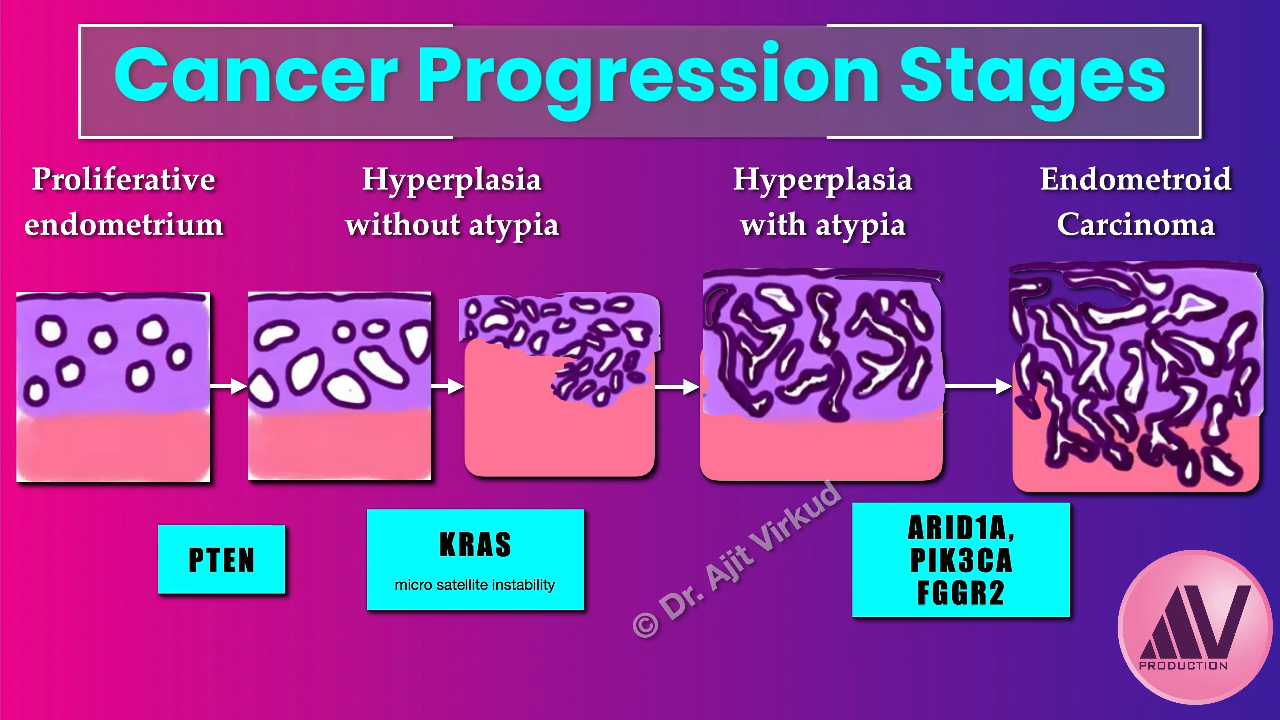 Cancer Progression Stages
Proliferative
endometrium
Hyperplasia
without atypia
Hyperplasia
with atypia
Endometroid
Carcinoma
PTEN
KRAS
micro satellite instability
ARID1A,
PIK3CA
FGGR2
© Dr. Ajit Virkud
AV
PRODUCTION